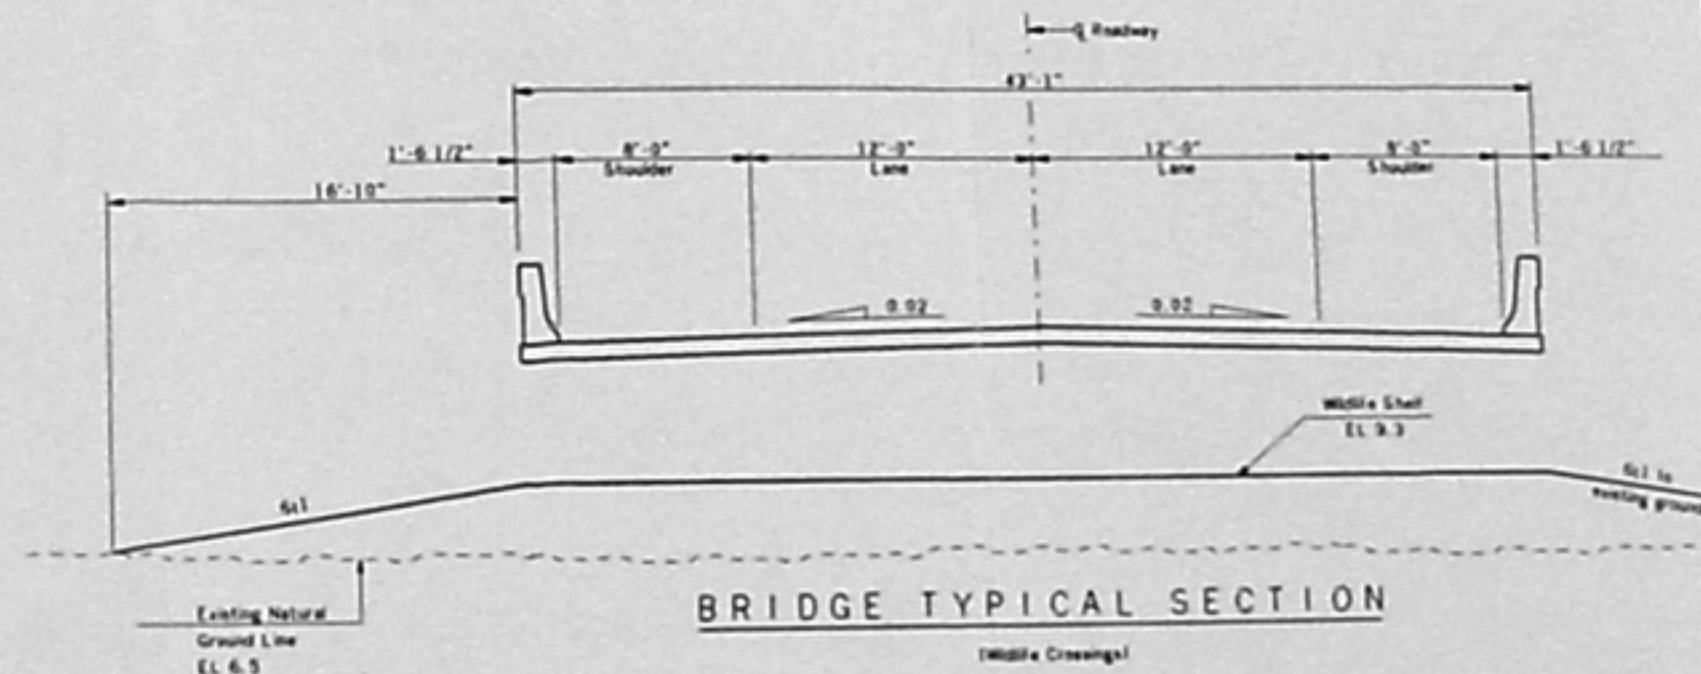 ℄ Roadway
43'-1"
1'-6 1/2"
8'-0"
12'-0"
12'-0"
8'-0"
1'-6 1/2"
Shoulder
Lane
Lane
Shoulder
16'-10"
0.02
0.02
Wildlife Shelf
EL 9.3
6:1
6:1 to
existing ground
Existing Natural
Ground Line
EL 6.5
BRIDGE TYPICAL SECTION
(Wildlife Crossings)